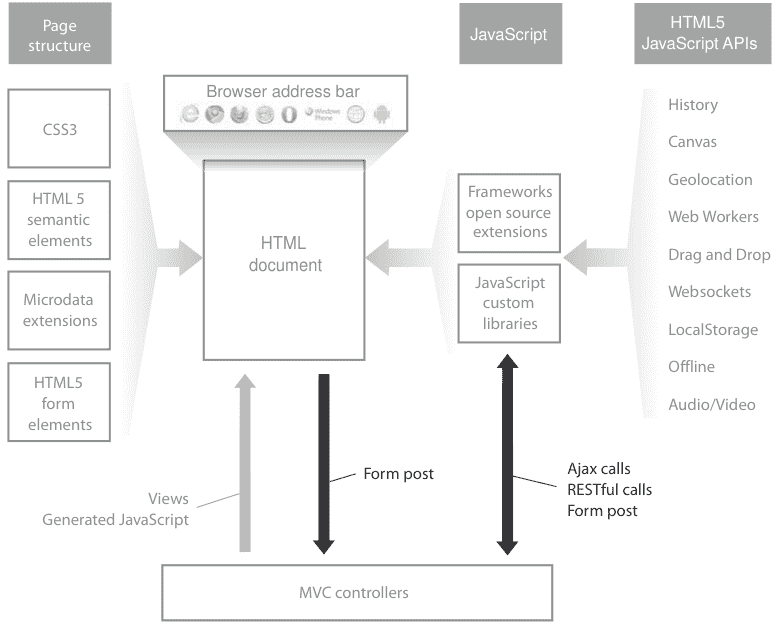 Page
structure
JavaScript
HTML5
JavaScript APIs
Browser address bar
Windows
Phone
CSS3
HTML 5
semantic
elements
Microdata
extensions
HTML5
form
elements
HTML
document
Frameworks
open source
extensions
JavaScript
custom
libraries
History
Canvas
Geolocation
Web Workers
Drag and Drop
Websockets
LocalStorage
Offline
Audio/Video
Views
Generated JavaScript
Form post
Ajax calls
RESTful calls
Form post
MVC controllers